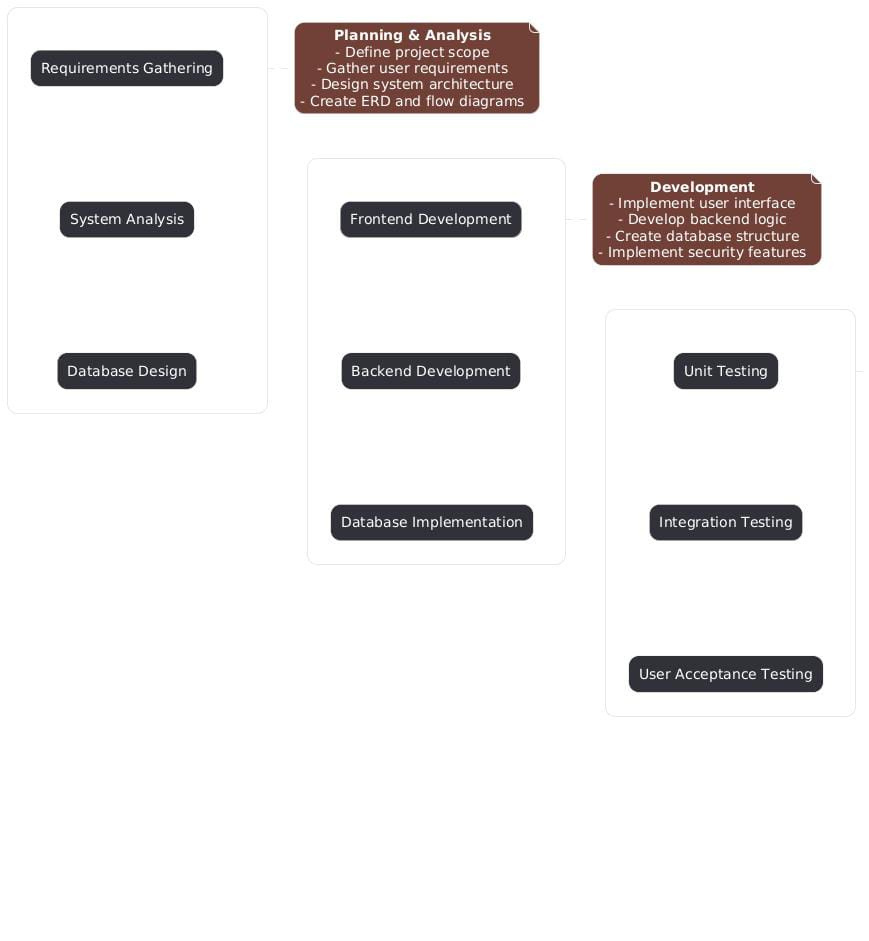 Requirements Gathering
Planning & Analysis
- Define project scope
- Gather user requirements
- Design system architecture
- Create ERD and flow diagrams
System Analysis
Database Design
Frontend Development
Development
- Implement user interface
- Develop backend logic
- Create database structure
- Implement security features
Backend Development
Database Implementation
Unit Testing
Integration Testing
User Acceptance Testing